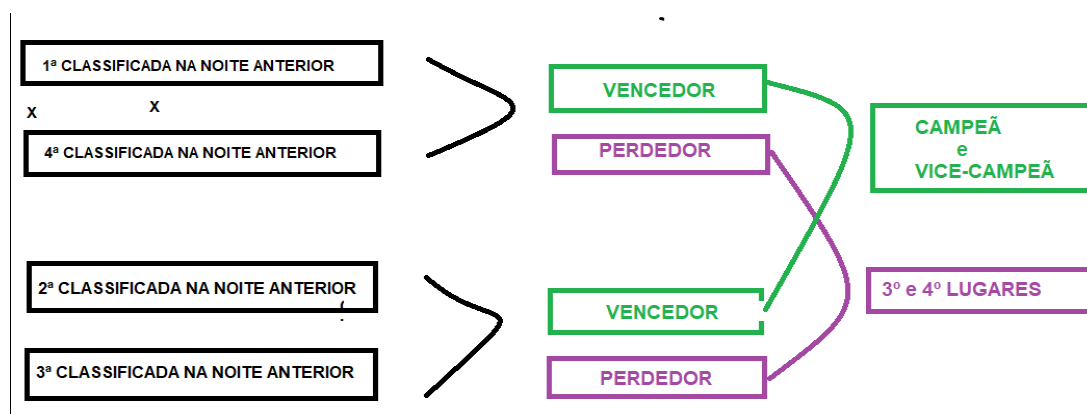 1ª CLASSIFICADA NA NOITE ANTERIOR
X
X
4ª CLASSIFICADA NA NOITE ANTERIOR
VENCEDOR
PERDEDOR
CAMPEÃ
e
VICE-CAMPEÃ
2ª CLASSIFICADA NA NOITE ANTERIOR
3ª CLASSIFICADA NA NOITE ANTERIOR
VENCEDOR
PERDEDOR
3º e 4º LUGARES